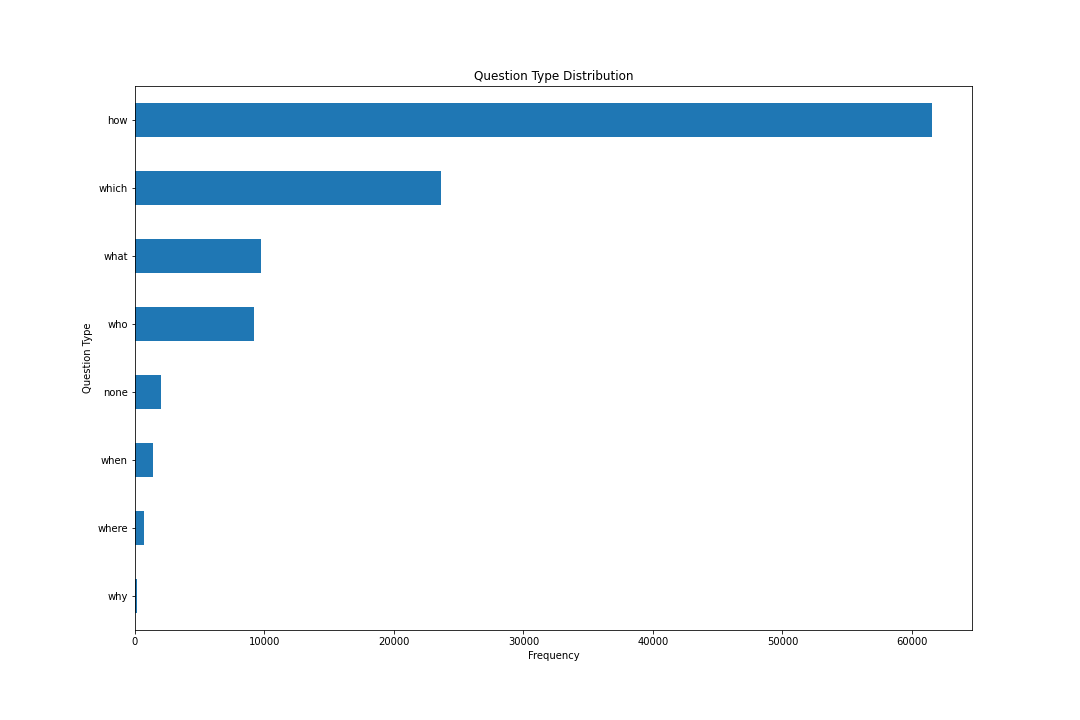 Question Type Distribution
how
which
what
who
none
when
where
why
Question Type
0 10000 20000 30000 40000 50000 60000
Frequency